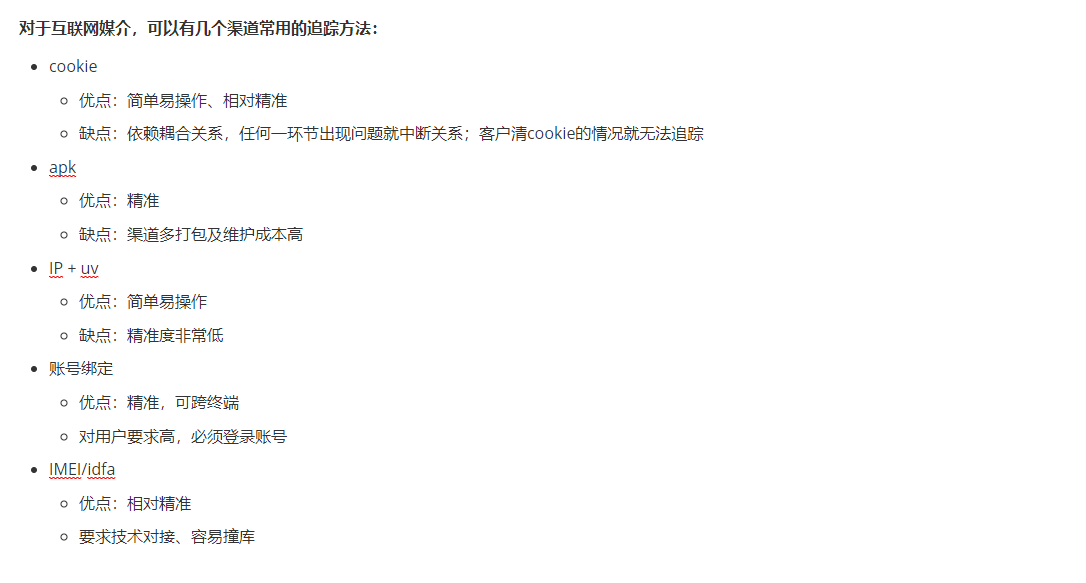 对于互联网媒介，可以有几个渠道常用的追踪方法：
cookie
优点：简单易操作、相对精准
缺点：依赖耦合关系，任何一环节出现问题就中断关系；客户清cookie的情况就无法追踪
apk
优点：精准
缺点：渠道多打包及维护成本高
IP + uv
优点：简单易操作
缺点：精准度非常低
账号绑定
优点：精准，可跨终端
对用户要求高，必须登录账号
IMEI/idfa
优点：相对精准
要求技术对接、容易撞库